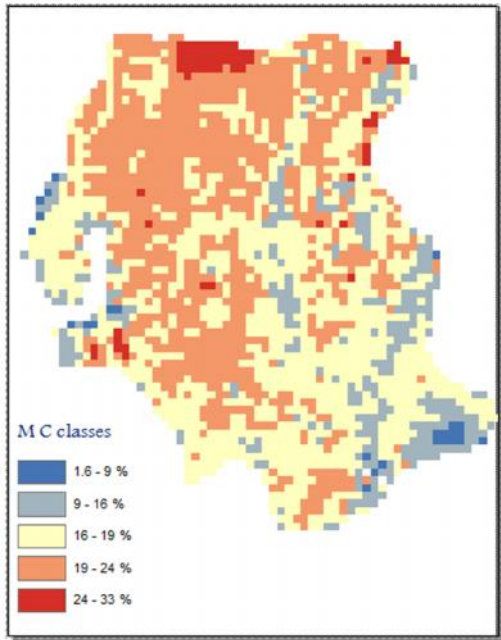 M C classes
1.6 - 9 %
9 - 16 %
16 - 19 %
19 - 24 %
24 - 33 %